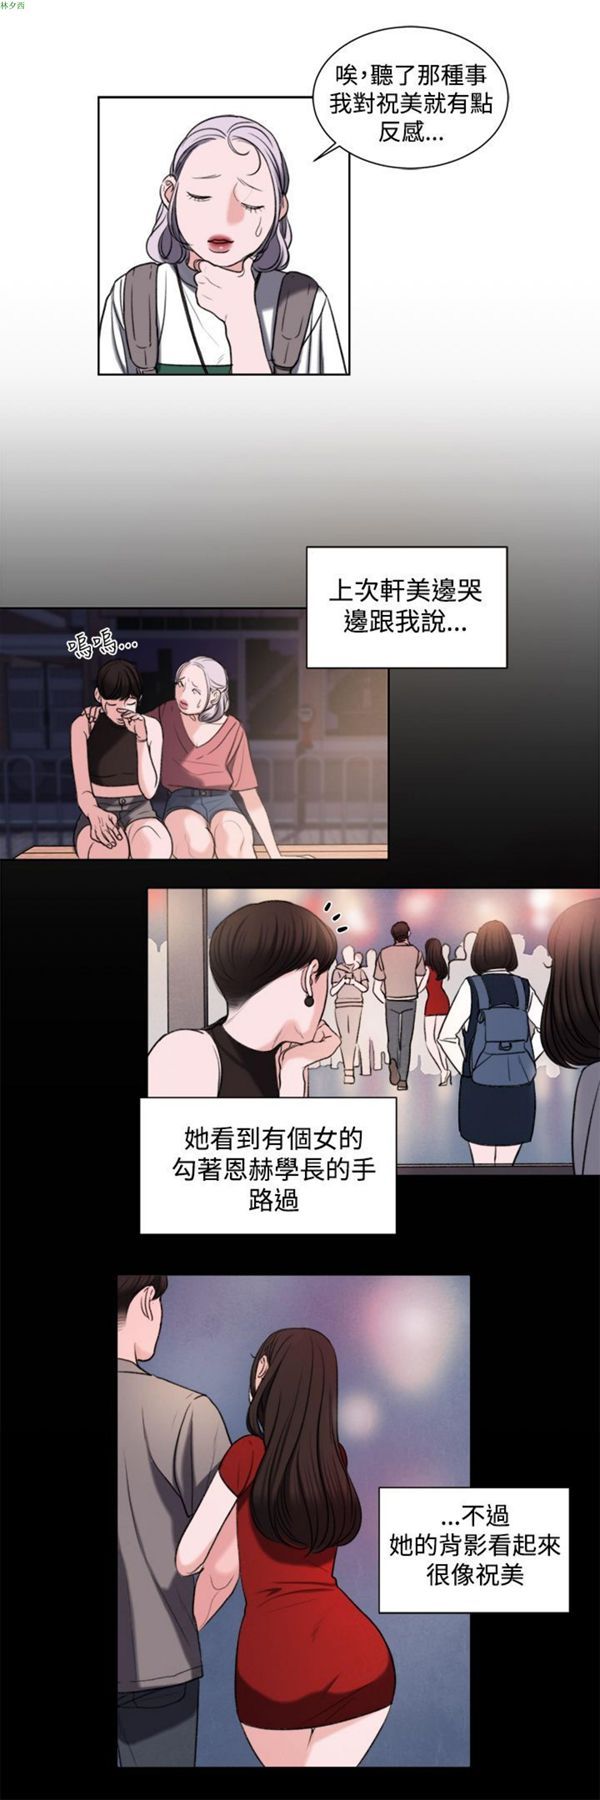 林夕西
唉，聽了那種事
我對祝美就有點
反感...
上次軒美邊哭
邊跟我說...
嗚嗚...
她看到有個女的
勾著恩赫學長的手
路過
...不過
她的背影看起來
很像祝美